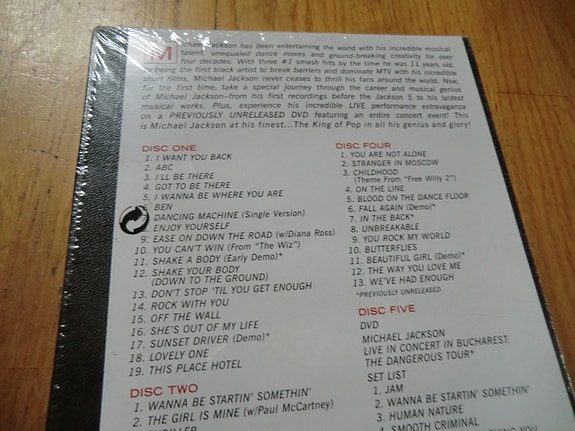 Michael Jackson has been entertaining the world with his incredible musical
talent, unequaled dance moves and ground-breaking creativity for over
four decades. With three #1 smash hits by the time he was 11 years old,
to being the first black artist to break barriers and dominate MTV with his incredible
short films, Michael Jackson never ceases to thrill his fans around the world. Now,
for the first time, take a special journey through the career and musical genius
of Michael Jackson—from his first recordings before the Jackson 5 to his lastest
musical works. Plus, experience his incredible LIVE performance extravaganza
on a PREVIOUSLY UNRELEASED DVD featuring an entire concert event! This
is Michael Jackson at his finest...The King of Pop in all his genius and glory!
DISC ONE
1. I WANT YOU BACK
2. ABC
3. I'LL BE THERE
4. GOT TO BE THERE
5. I WANNA BE WHERE YOU ARE
BEN
DANCING MACHINE (Single Version)
ENJOY YOURSELF
9. EASE ON DOWN THE ROAD (w/Diana Ross)
10. YOU CAN'T WIN (From "The Wiz")
11. SHAKE A BODY (Early Demo)*
12. SHAKE YOUR BODY
(DOWN TO THE GROUND)
13. DON'T STOP 'TIL YOU GET ENOUGH
14. ROCK WITH YOU
15. OFF THE WALL
16. SHE'S OUT OF MY LIFE
17. SUNSET DRIVER (Demo)*
18. LOVELY ONE
19. THIS PLACE HOTEL
DISC TWO
1. WANNA BE STARTIN' SOMETHIN'
2. THE GIRL IS MINE (w/Paul McCartney)
THRILLER
DISC FOUR
1. YOU ARE NOT ALONE
2. STRANGER IN MOSCOW
3. CHILDHOOD
(Theme From "Free Willy 2")
4. ON THE LINE
5. BLOOD ON THE DANCE FLOOR
6. FALL AGAIN (Demo)*
7. IN THE BACK*
8. UNBREAKABLE
9. YOU ROCK MY WORLD
10. BUTTERFLIES
11. BEAUTIFUL GIRL (Demo)*
12. THE WAY YOU LOVE ME
13. WE'VE HAD ENOUGH
*PREVIOUSLY UNRELEASED
DISC FIVE
DVD
MICHAEL JACKSON
LIVE IN CONCERT IN BUCHAREST:
THE DANGEROUS TOUR*
SET LIST
1. JAM
2. WANNA BE STARTIN' SOMETHIN'
3. HUMAN NATURE
4. SMOOTH CRIMINAL